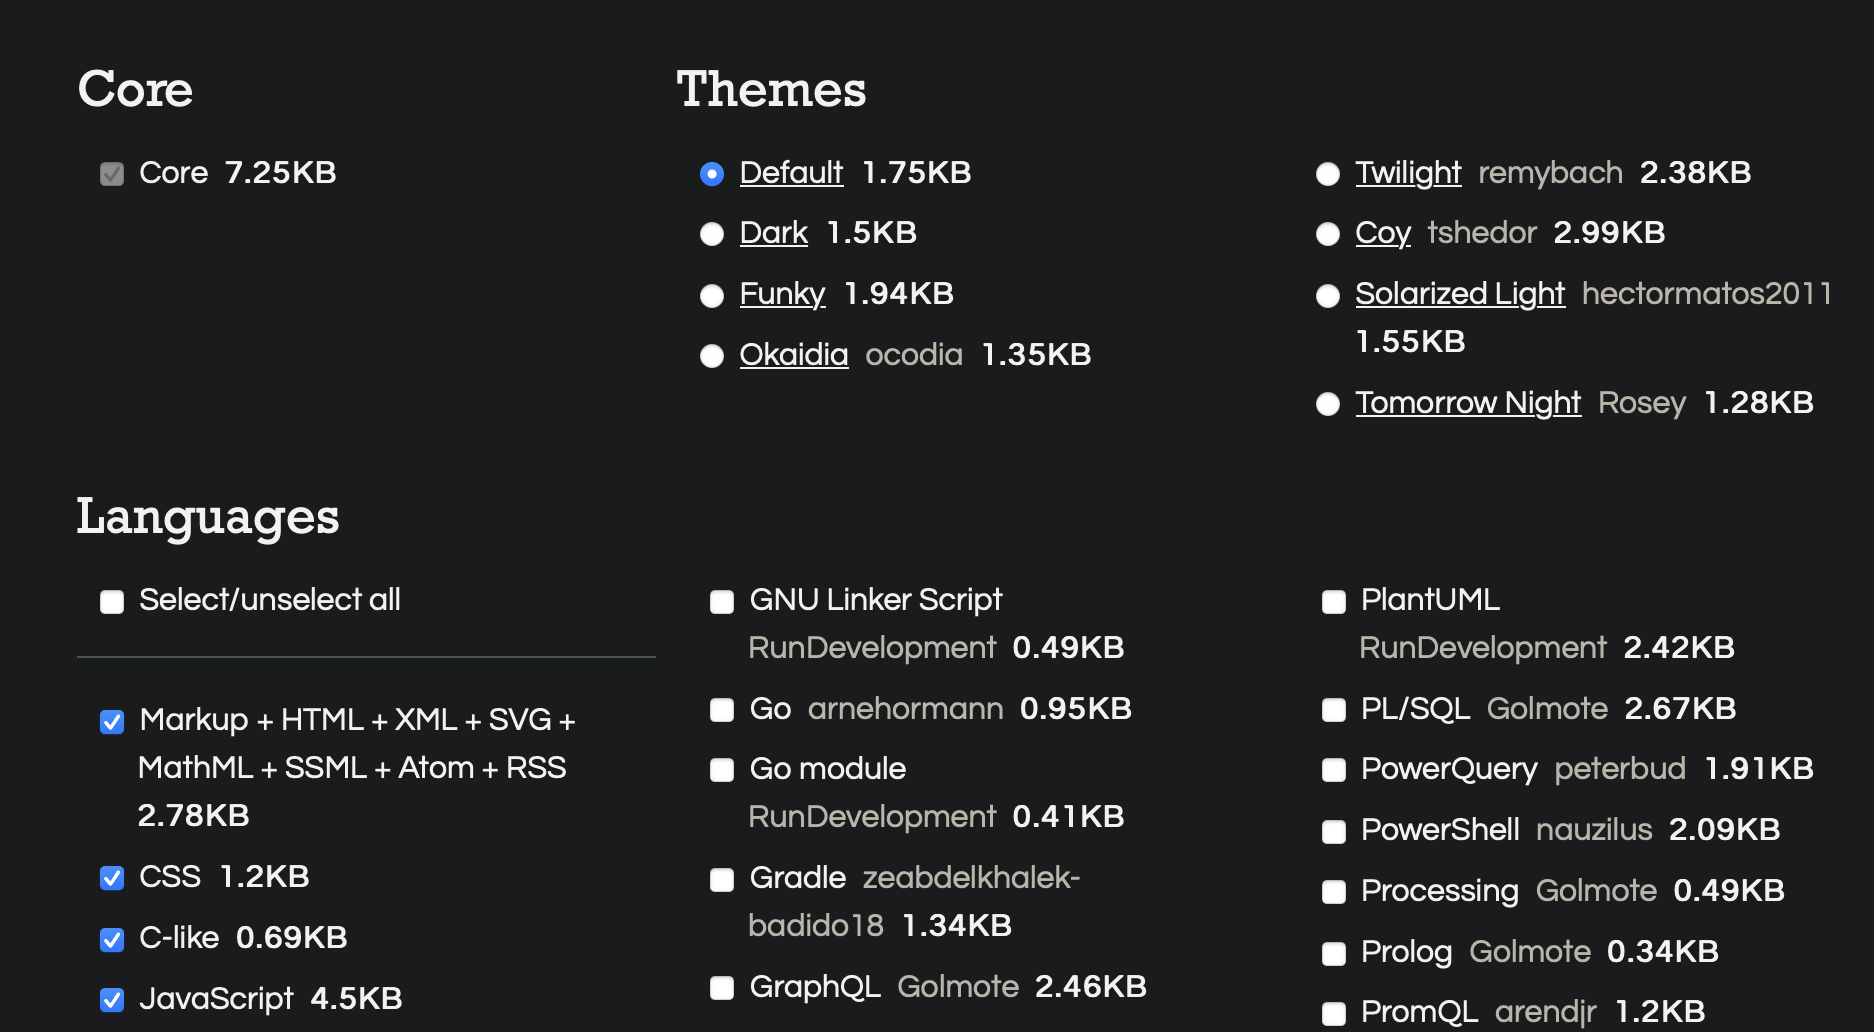 Core
Core 7.25KB
Themes
Default 1.75KB
Dark 1.5KB
Funky 1.94KB
Okaidia ocodia 1.35KB
Twilight remybach 2.38KB
Coy tshedor 2.99KB
Solarized Light hectormatos2011
1.55KB
Tomorrow Night Rosey 1.28KB
Languages
Select/unselect all
Markup + HTML + XML + SVG +
MathML + SSML + Atom + RSS
2.78KB
CSS 1.2KB
C-like 0.69KB
JavaScript 4.5KB
GNU Linker Script
RunDevelopment 0.49KB
Go arnehormann 0.95KB
Go module
RunDevelopment 0.41KB
Gradle zeabdelkhalek-
badido18 1.34KB
GraphQL Golmote 2.46KB
PlantUML
RunDevelopment 2.42KB
PL/SQL Golmote 2.67KB
PowerQuery peterbud 1.91KB
PowerShell nauzilus 2.09KB
Processing Golmote 0.49KB
Prolog Golmote 0.34KB
PromQL arendjr 1.2KB